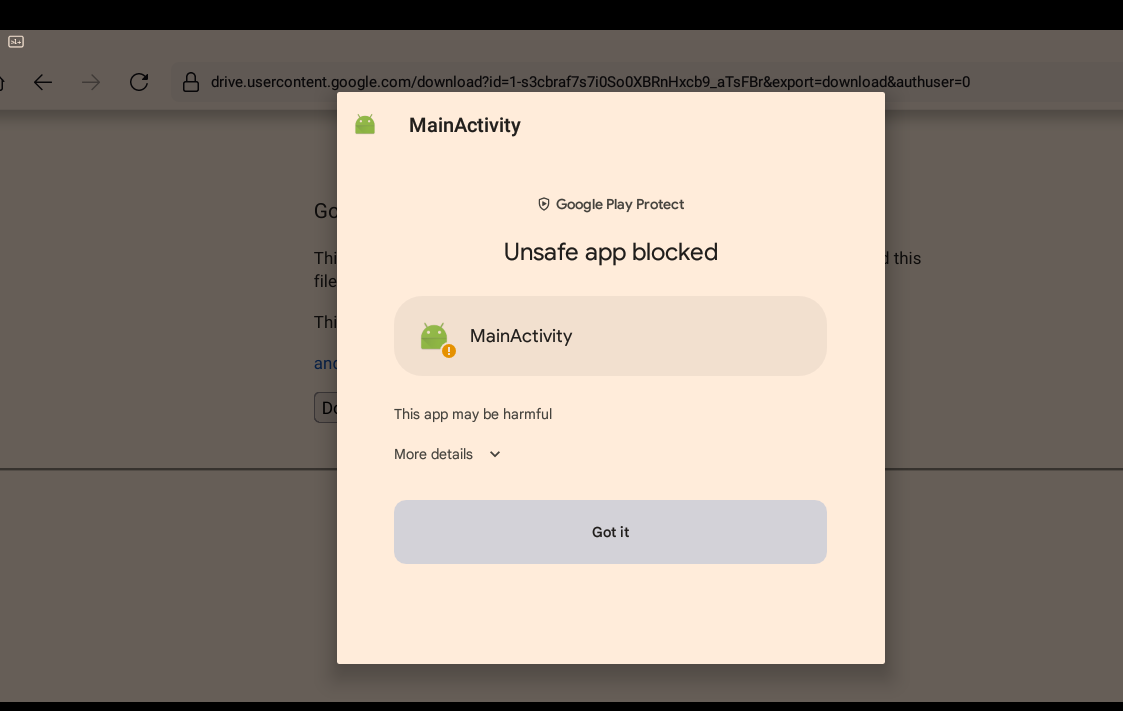 drive.usercontent.google.com/download?id=1-s3cbraf7s7i0So0XBRnHxcb9_aTsFBr&export=download&authuser=0
MainActivity
Google Play Protect
Unsafe app blocked
MainActivity
This app may be harmful
More details
Got it
this